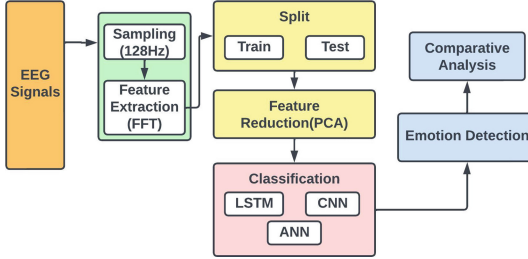 EEG
Signals
Sampling
(128Hz)
Feature
Extraction
(FFT)
Split
Train
Test
Feature
Reduction(PCA)
Classification
LSTM
CNN
ANN
Comparative
Analysis
Emotion Detection